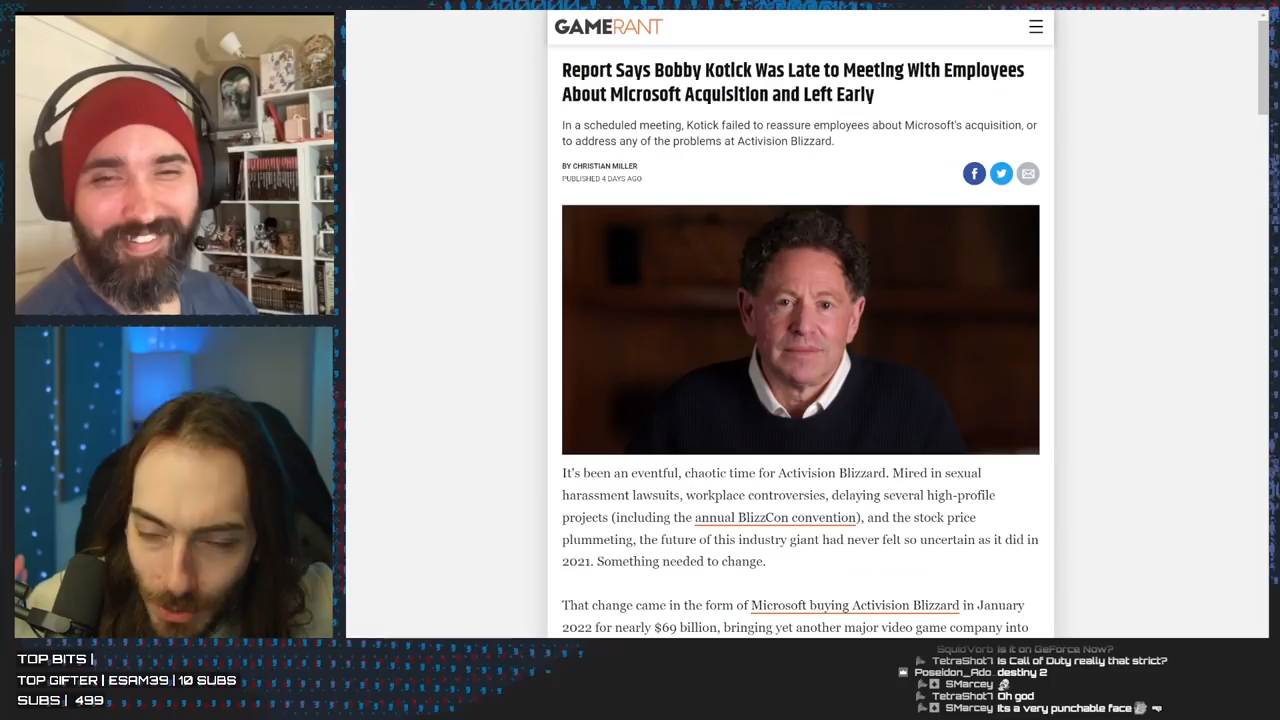 GAMERANT
Report Says Bobby Kotick Was Late to Meeting With Employees
About Microsoft Acquisition and Left Early
In a scheduled meeting, Kotick failed to reassure employees about Microsoft's acquisition, or
to address any of the problems at Activision Blizzard.
BY CHRISTIAN MILLER
PUBLISHED 4 DAYS AGO
It's been an eventful, chaotic time for Activision Blizzard. Mired in sexual
harassment lawsuits, workplace controversies, delaying several high-profile
projects (including the annual BlizzCon convention), and the stock price
plummeting, the future of this industry giant had never felt so uncertain as it did in
2021. Something needed to change.
That change came in the form of Microsoft buying Activision Blizzard in January
2022 for nearly $69 billion, bringing yet another major video game company into
TOP BITS |
TOP GIFTER | ESAM39 | 10 SUBS
SUBS | 499
SquidVorb Is it on GeForce Now?
TetraShot7 Is Call of Duty really that strict?
Poseidon_Ado destiny 2
SMarcey
TetraShot7 Oh god
SMarcey Its a very punchable face